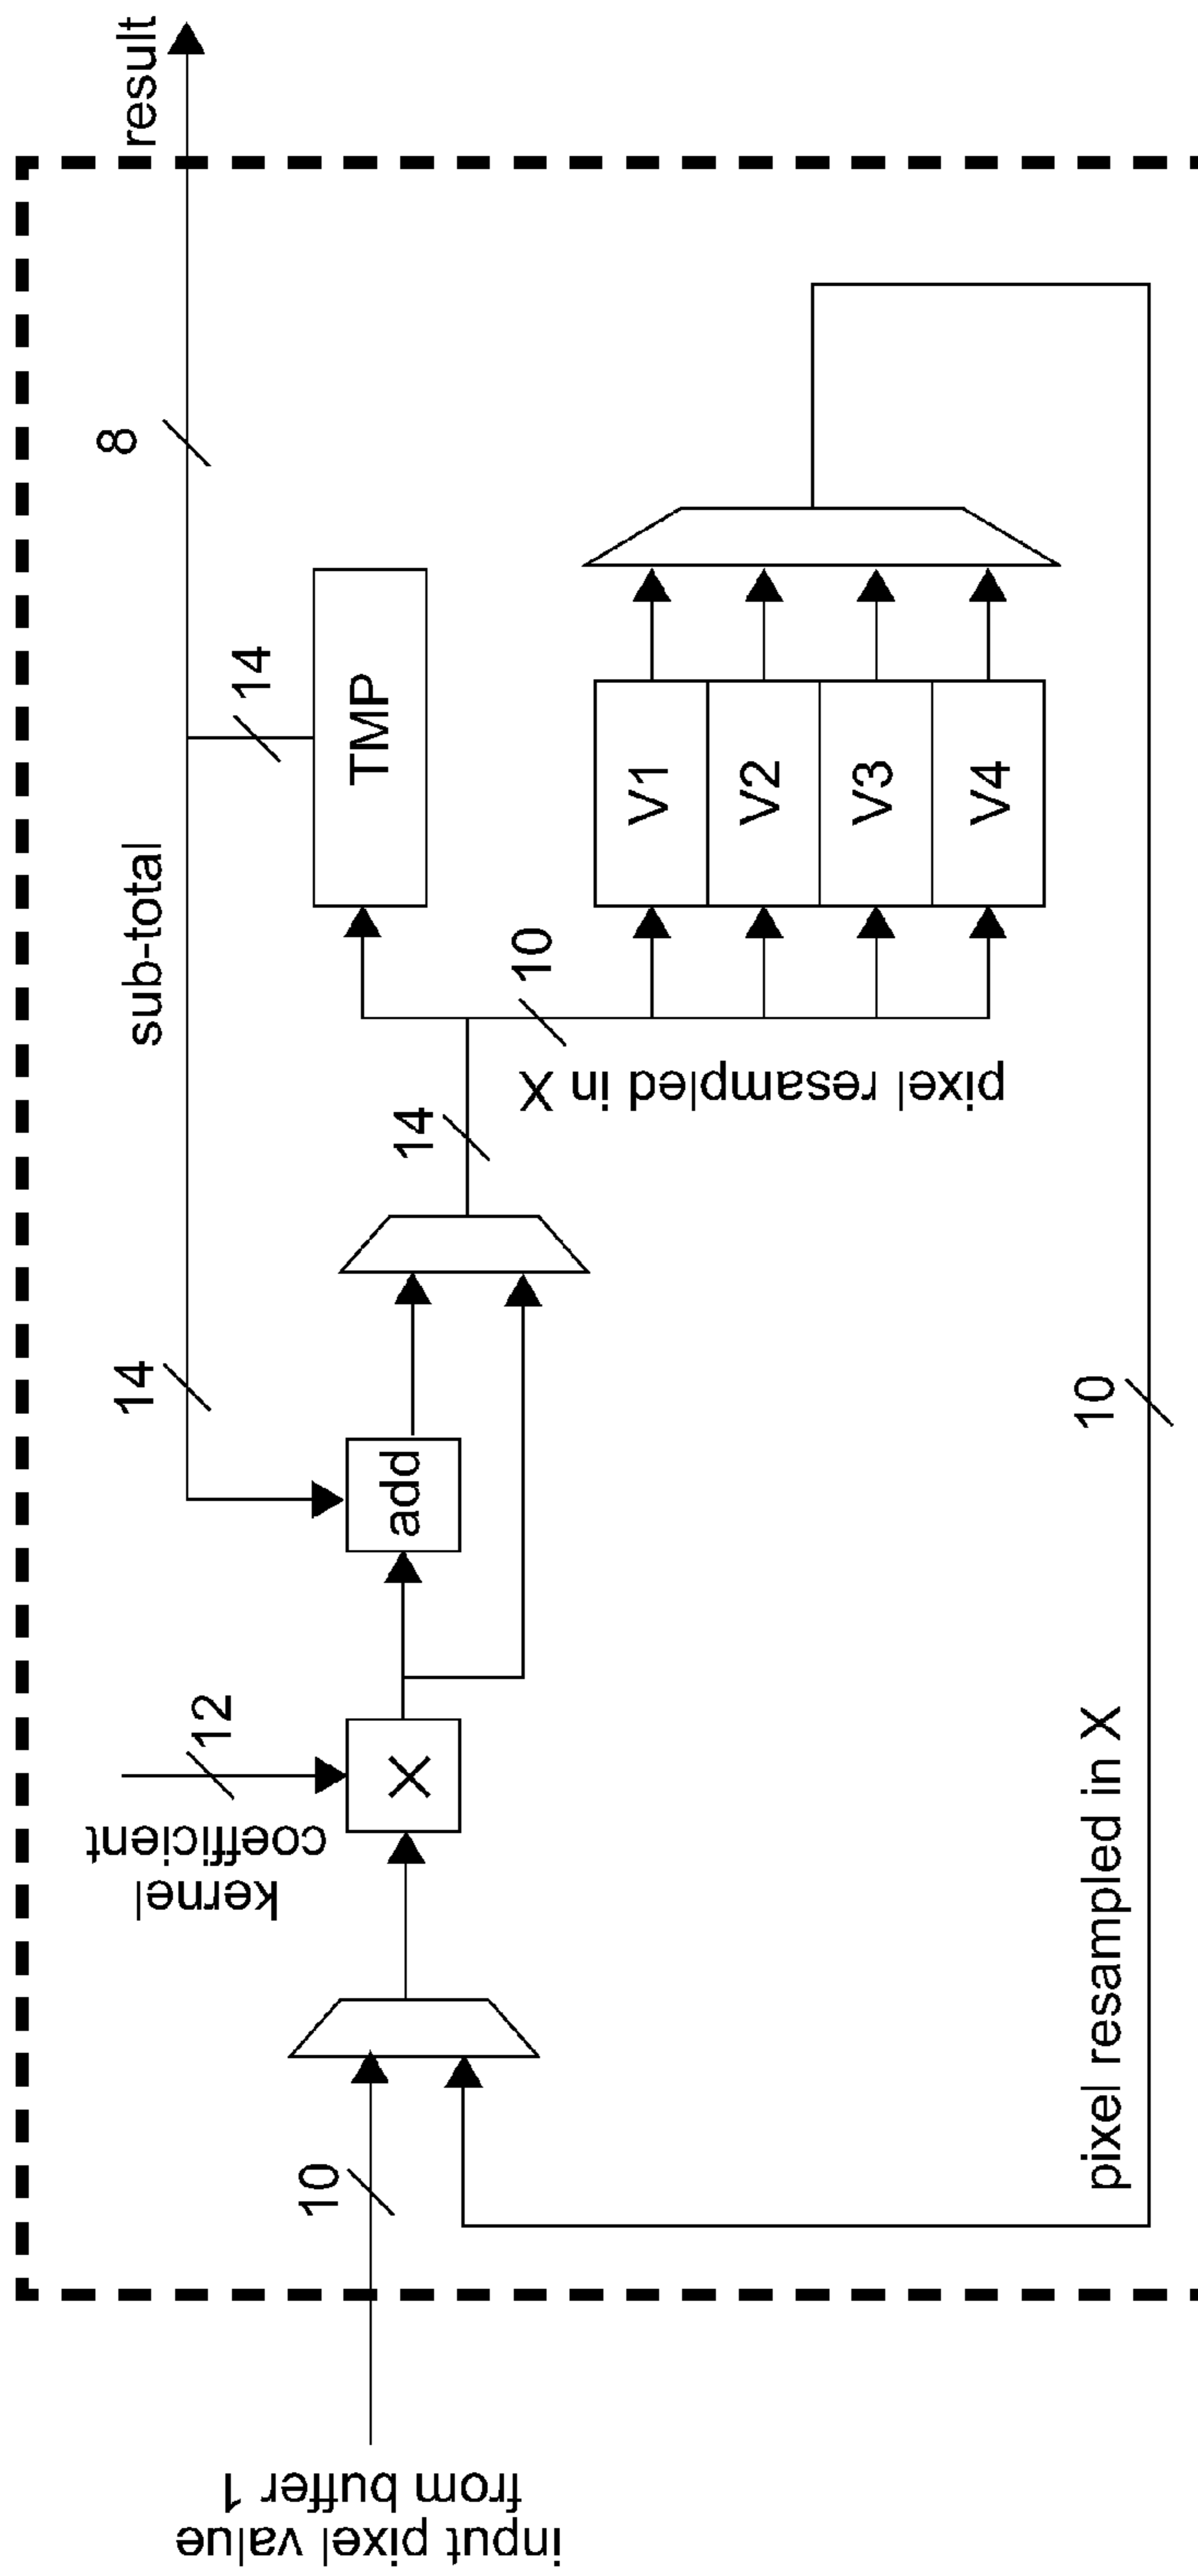 input pixel value
from buffer 1
10
kernel
coefficient
12
X
add
14
sub-total
14
pixel resampled in X
10
TMP
14
V1
V2
V3
V4
8
result
10
pixel resampled in X